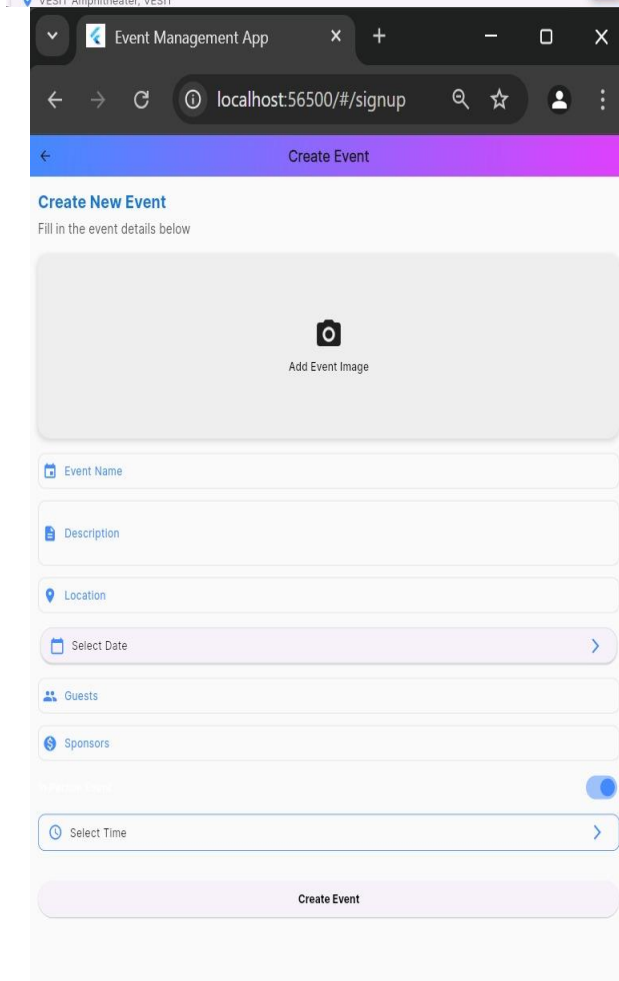 VESIT Amphitheater, VESIT
Event Management App
localhost:56500/#/signup
Create Event
Create New Event
Fill in the event details below
Add Event Image
Event Name
Description
Location
Select Date
Guests
Sponsors
Select Time
Create Event